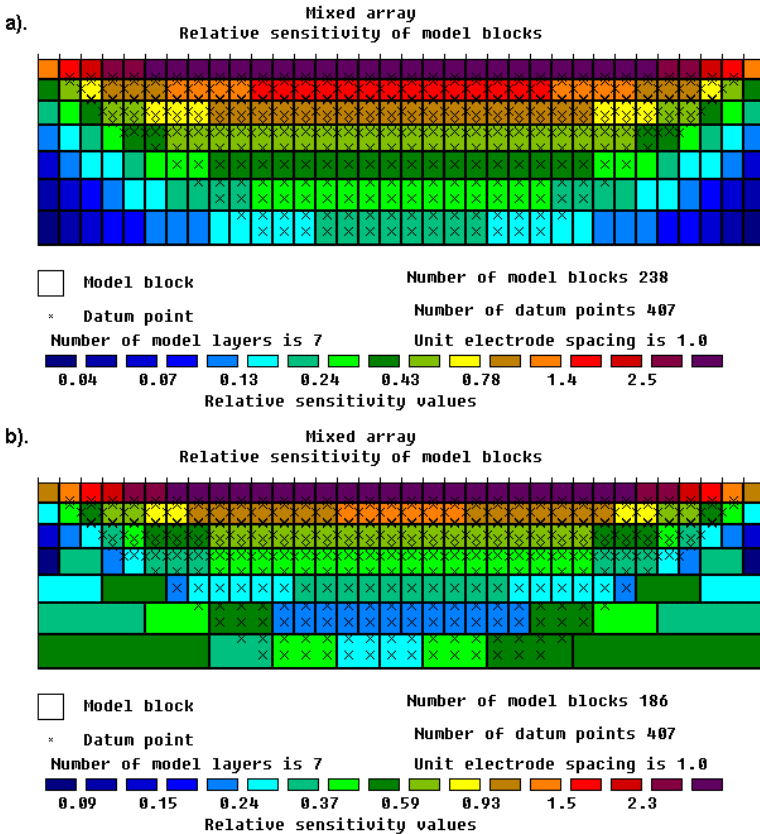 a).
Mixed array
Relative sensitivity of model blocks
Model block
Number of model blocks 238
Datum point
Number of datum points 407
Number of model layers is 7
Unit electrode spacing is 1.0
0.04 0.07 0.13 0.24 0.43 0.78 1.4 2.5
Relative sensitivity values
b).
Mixed array
Relative sensitivity of model blocks
Model block
Number of model blocks 186
Datum point
Number of datum points 407
Number of model layers is 7
Unit electrode spacing is 1.0
0.09 0.15 0.24 0.37 0.59 0.93 1.5 2.3
Relative sensitivity values